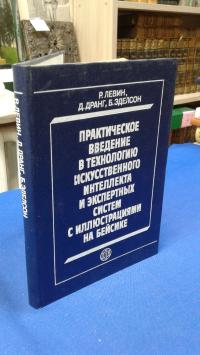 Р. ЛЕВИН,
Д. ДРАНГ, Б. ЭДЕЛСОН
ПРАКТИЧЕСКОЕ
ВВЕДЕНИЕ
В ТЕХНОЛОГИЮ
ИСКУССТВЕННОГО
ИНТЕЛЛЕКТА
И ЭКСПЕРТНЫХ
СИСТЕМ
С ИЛЛЮСТРАЦИЯМИ
НА БЕЙСИКЕ
Р. ЛЕВИН, Д. ДРАНГ, Б. ЭДЕЛСОН